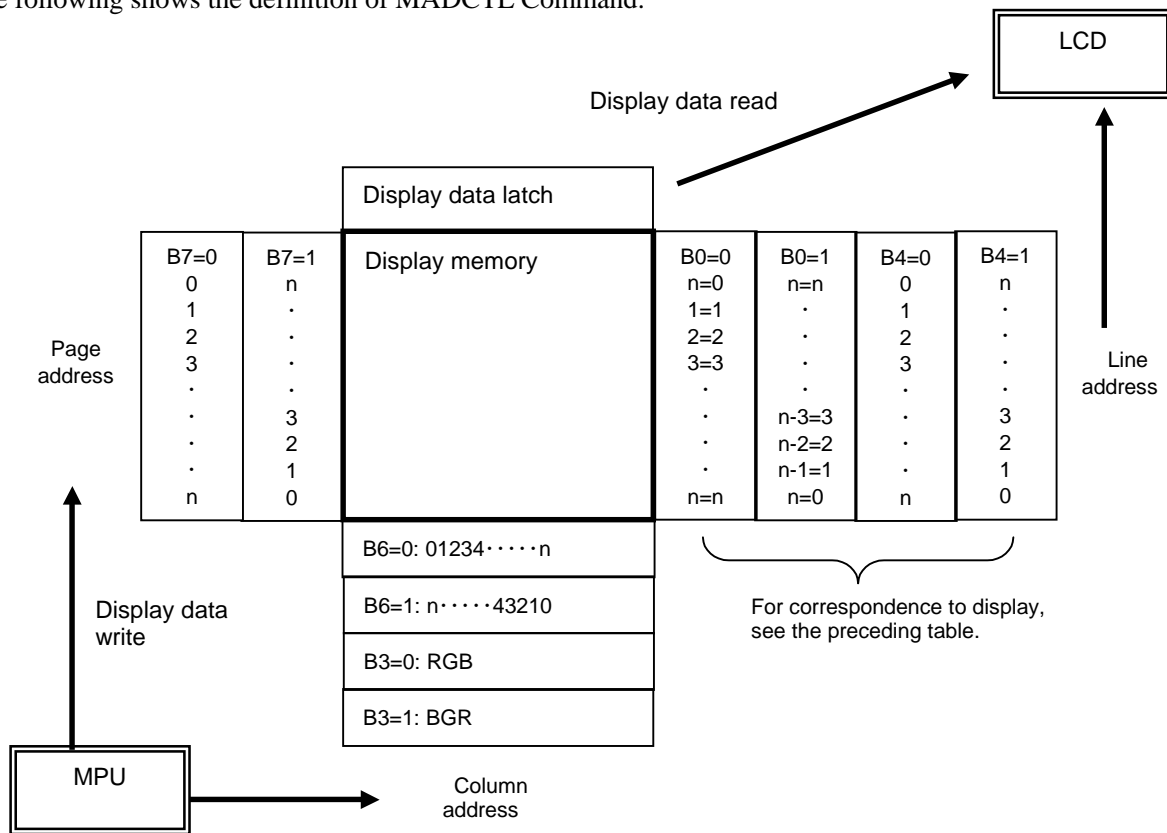 e following shows the definition of MADCTL Command.
LCD
Display data read
Display data latch
Display memory
B7=0
0
1
2
3
·
·
·
·
n
B7=1
n
·
·
·
·
3
2
1
0
B0=0
n=0
1=1
2=2
3=3
·
·
·
·
n=n
B0=1
n=n
·
·
·
·
n-3=3
n-2=2
n-1=1
n=0
B4=0
0
1
2
3
·
·
·
·
n
B4=1
n
·
·
·
·
3
2
1
0
Page
address
Line
address
B6=0: 01234·····n
B6=1: n·····43210
B3=0: RGB
B3=1: BGR
Display data
write
For correspondence to display,
see the preceding table.
MPU
Column
address